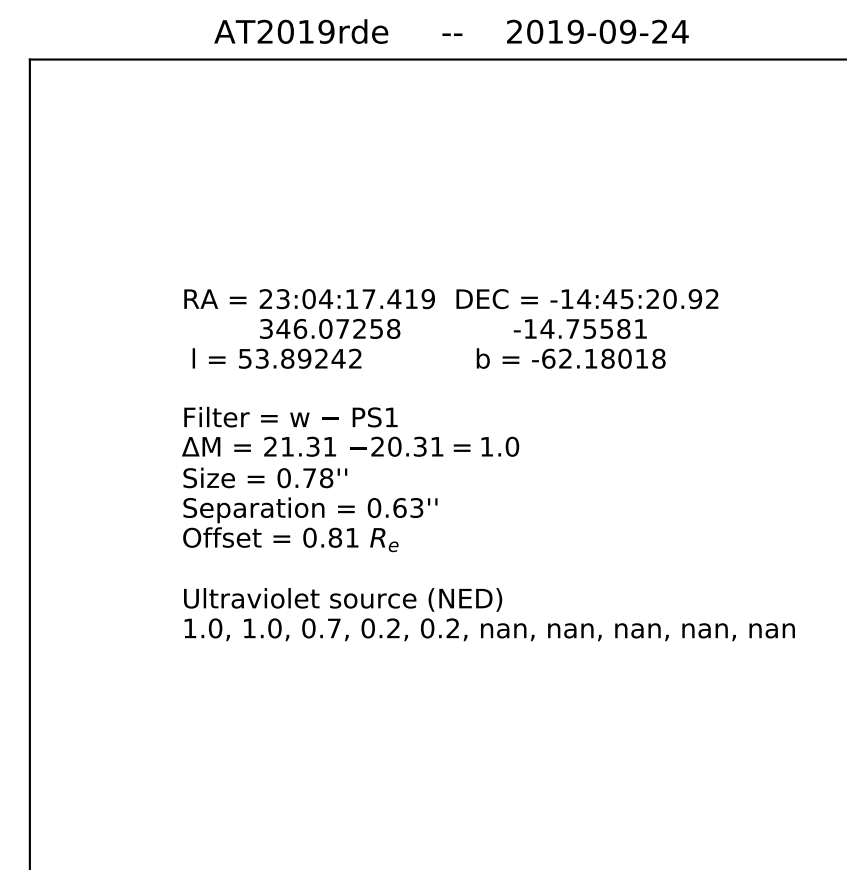 AT2019rde -- 2019-09-24
RA = 23:04:17.419 DEC = -14:45:20.92
346.07258 -14.75581
l = 53.89242 b = -62.18018
Filter = w − PS1
ΔM = 21.31 −20.31 = 1.0
Size = 0.78''
Separation = 0.63''
Offset = 0.81 Rₑ
Ultraviolet source (NED)
1.0, 1.0, 0.7, 0.2, 0.2, nan, nan, nan, nan, nan